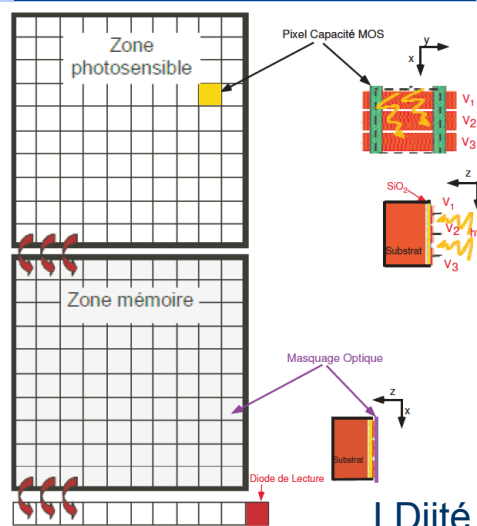 Zone
photosensible
Pixel Capacité MOS
y
x
V1
V2
V3
z
SiO2
V1
V2
Substrat
V3
Zone mémoire
Masquage Optique
z
x
Substrat
Diode de Lecture